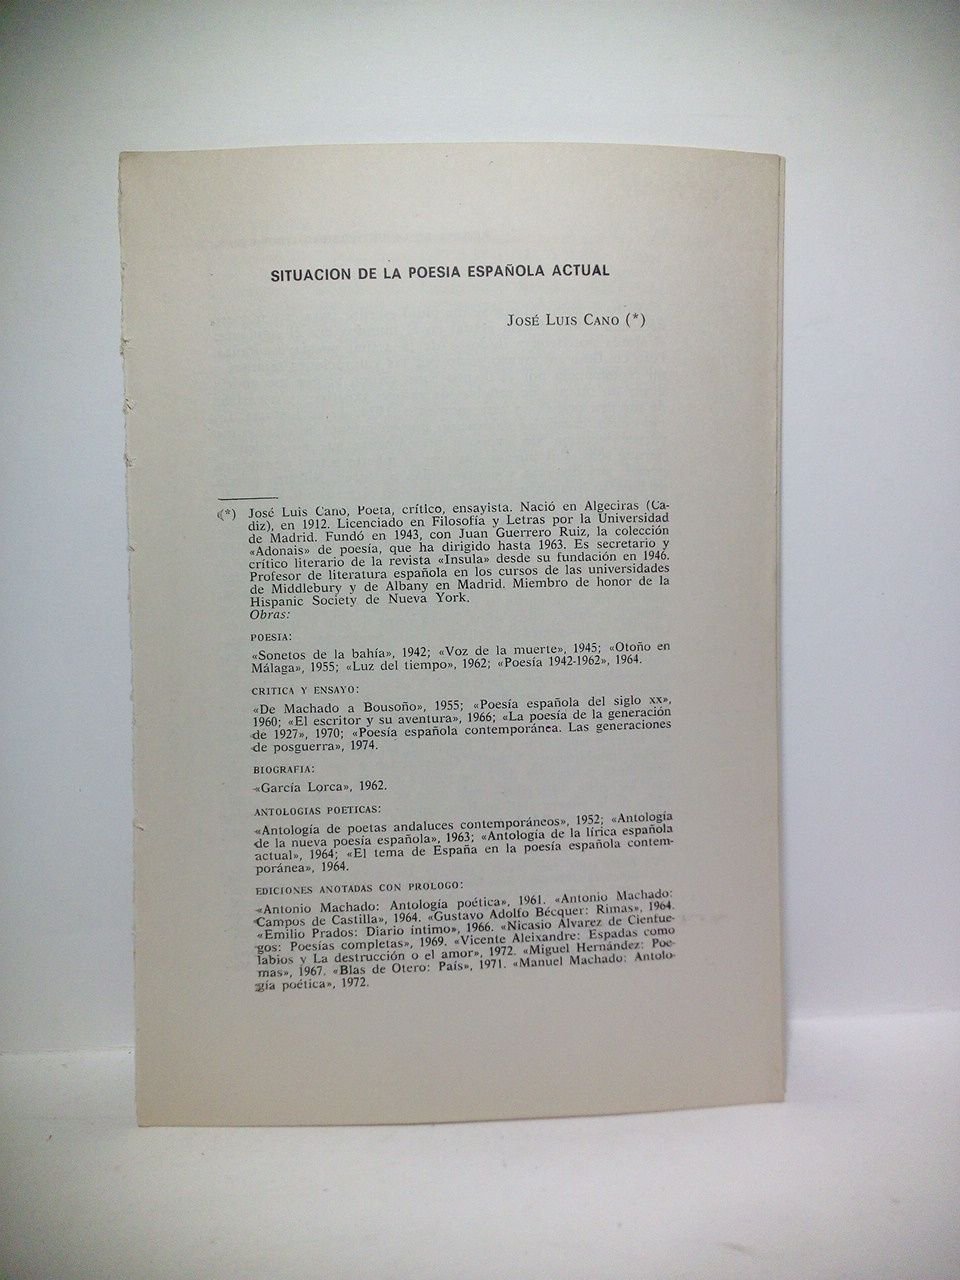 SITUACION DE LA POESIA ESPAÑOLA ACTUAL
JOSÉ LUIS CANO (*)
(*) José Luis Cano, Poeta, crítico, ensayista. Nació en Algeciras (Ca-
diz), en 1912. Licenciado en Filosofía y Letras por la Universidad
de Madrid. Fundó en 1943, con Juan Guerrero Ruiz, la colección
«Adonais» de poesía, que ha dirigido hasta 1963. Es secretario y
crítico literario de la revista «Insula» desde su fundación en 1946.
Profesor de literatura española en los cursos de las universidades
de Middlebury y de Albany en Madrid. Miembro de honor de la
Hispanic Society de Nueva York.
Obras:
POESIA:
«Sonetos de la bahía», 1942; «Voz de la muerte», 1945; «Otoño en
Málaga», 1955; «Luz del tiempo», 1962; «Poesía 1942-1962», 1964.
CRITICA Y ENSAYO:
«De Machado a Bousoño», 1955; «Poesía española del siglo XX»,
1960; «El escritor y su aventura», 1966; «La poesía de la generación
de 1927», 1970; «Poesía española contemporánea. Las generaciones
de posguerra», 1974.
BIOGRAFIA:
«García Lorca», 1962.
ANTOLOGIAS POETICAS:
«Antología de poetas andaluces contemporáneos», 1952; «Antología
de la nueva poesía española», 1963; «Antología de la lírica española
actual», 1964; «El tema de España en la poesía española contem-
poránea», 1964.
EDICIONES ANOTADAS CON PROLOGO:
«Antonio Machado: Antología poética», 1961. «Antonio Machado:
Campos de Castilla», 1964. «Gustavo Adolfo Bécquer: Rimas», 1964.
«Emilio Prados: Diario íntimo», 1966. «Nicasio Alvarez de Cienfue-
gos: Poesías completas», 1969. «Vicente Aleixandre: Espadas como
labios y La destrucción o el amor», 1972. «Miguel Hernández: Poe-
mas», 1967. «Blas de Otero: País», 1971. «Manuel Machado: Antolo-
gía poética», 1972.